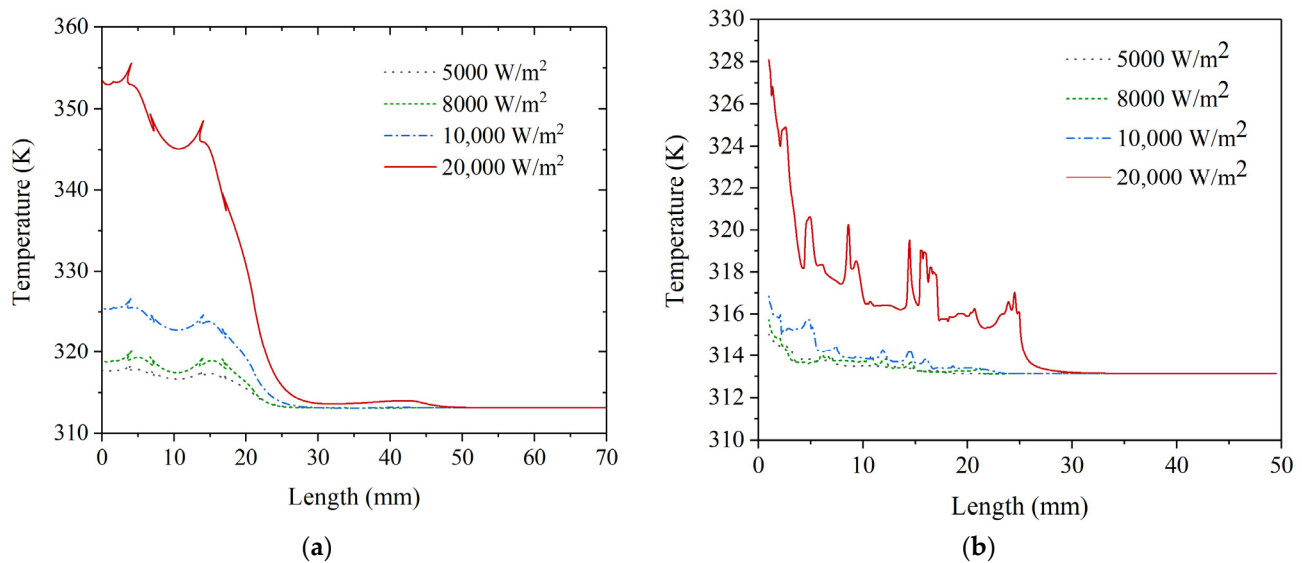 360
350
340
330
320
310
Temperature (K)
5000 W/m²
8000 W/m²
10,000 W/m²
20,000 W/m²
0 10 20 30 40 50 60 70
Length (mm)
(a)
330
328
326
324
322
320
318
316
314
312
310
Temperature (K)
5000 W/m²
8000 W/m²
10,000 W/m²
20,000 W/m²
0 10 20 30 40 50
Length (mm)
(b)